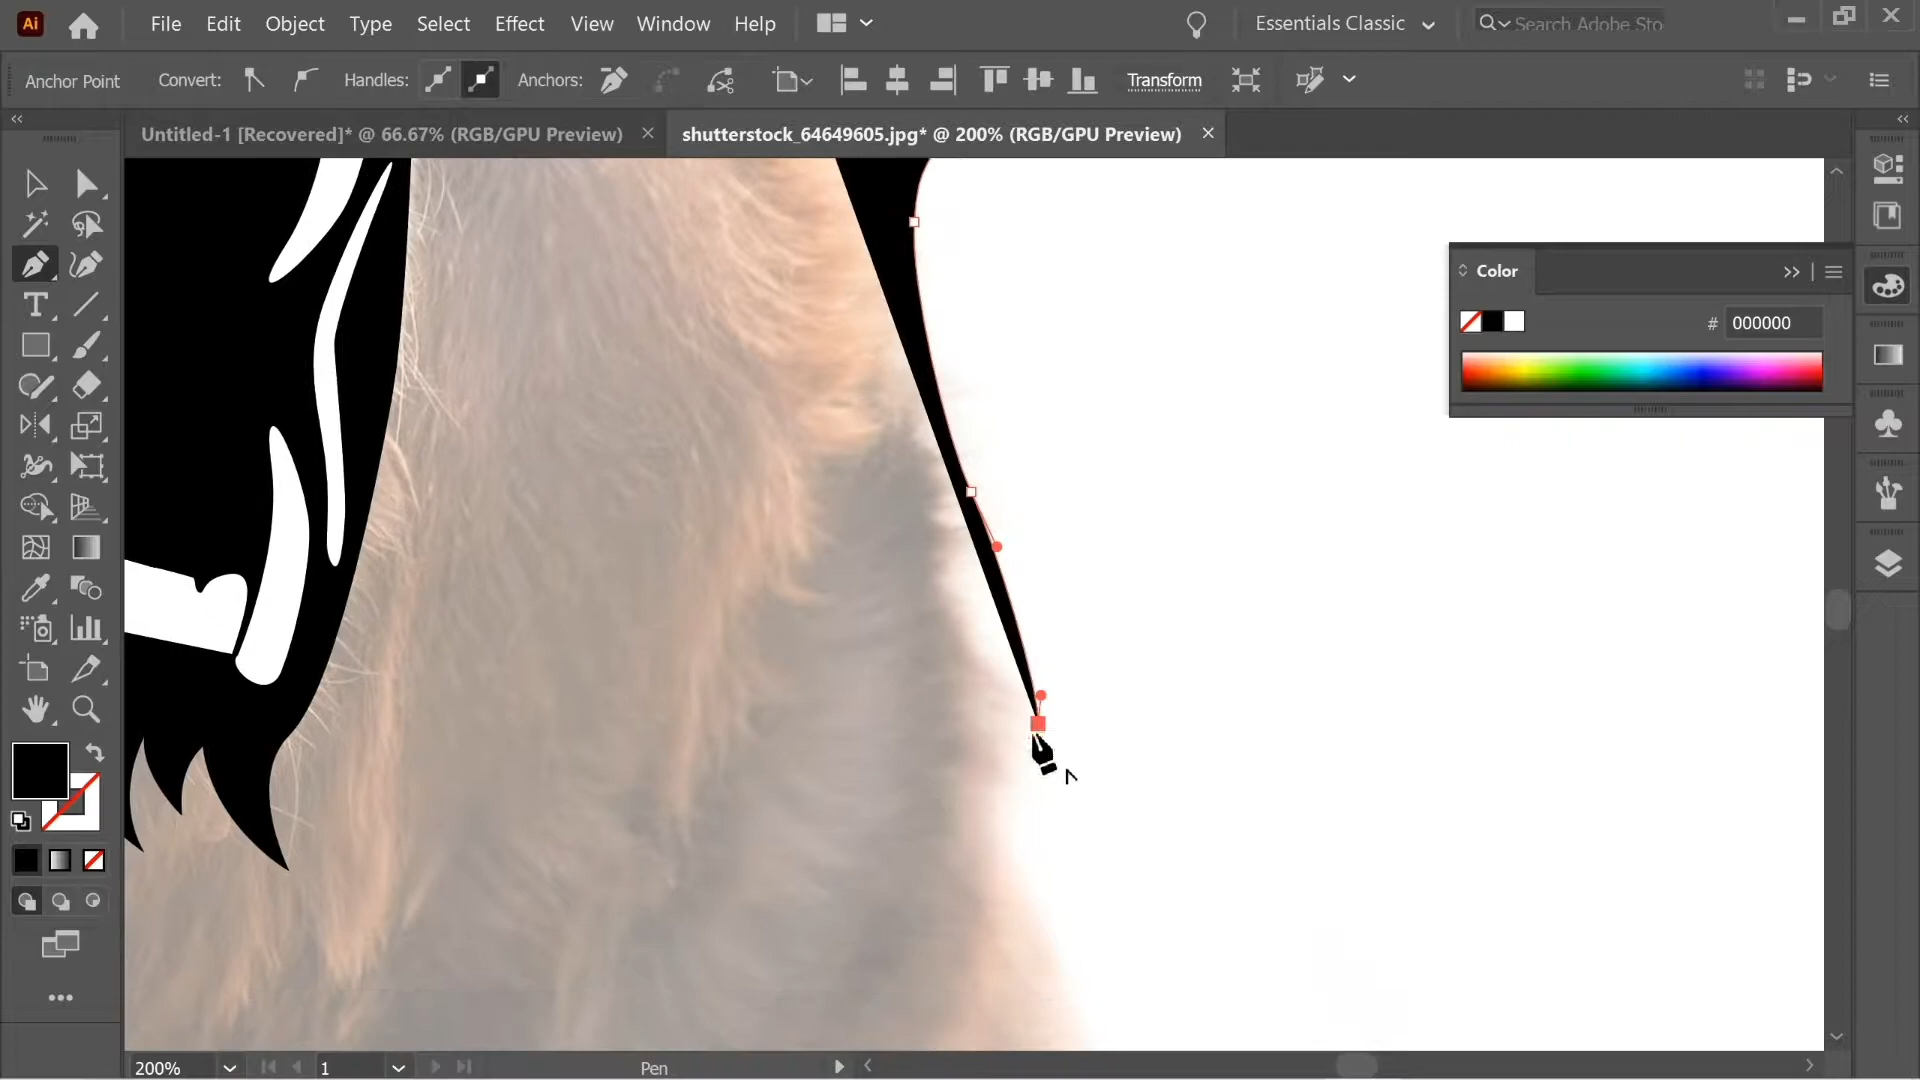 Ai File Edit Object Type Select Effect View Window Help Essentials Classic Search Adobe Sto
Anchor Point Convert: Handles: Anchors: Transform
Untitled-1 [Recovered]* @ 66.67% (RGB/GPU Preview) × shutterstock_64649605.jpg* @ 200% (RGB/GPU Preview) ×
Color
# 000000
200% 1 Pen